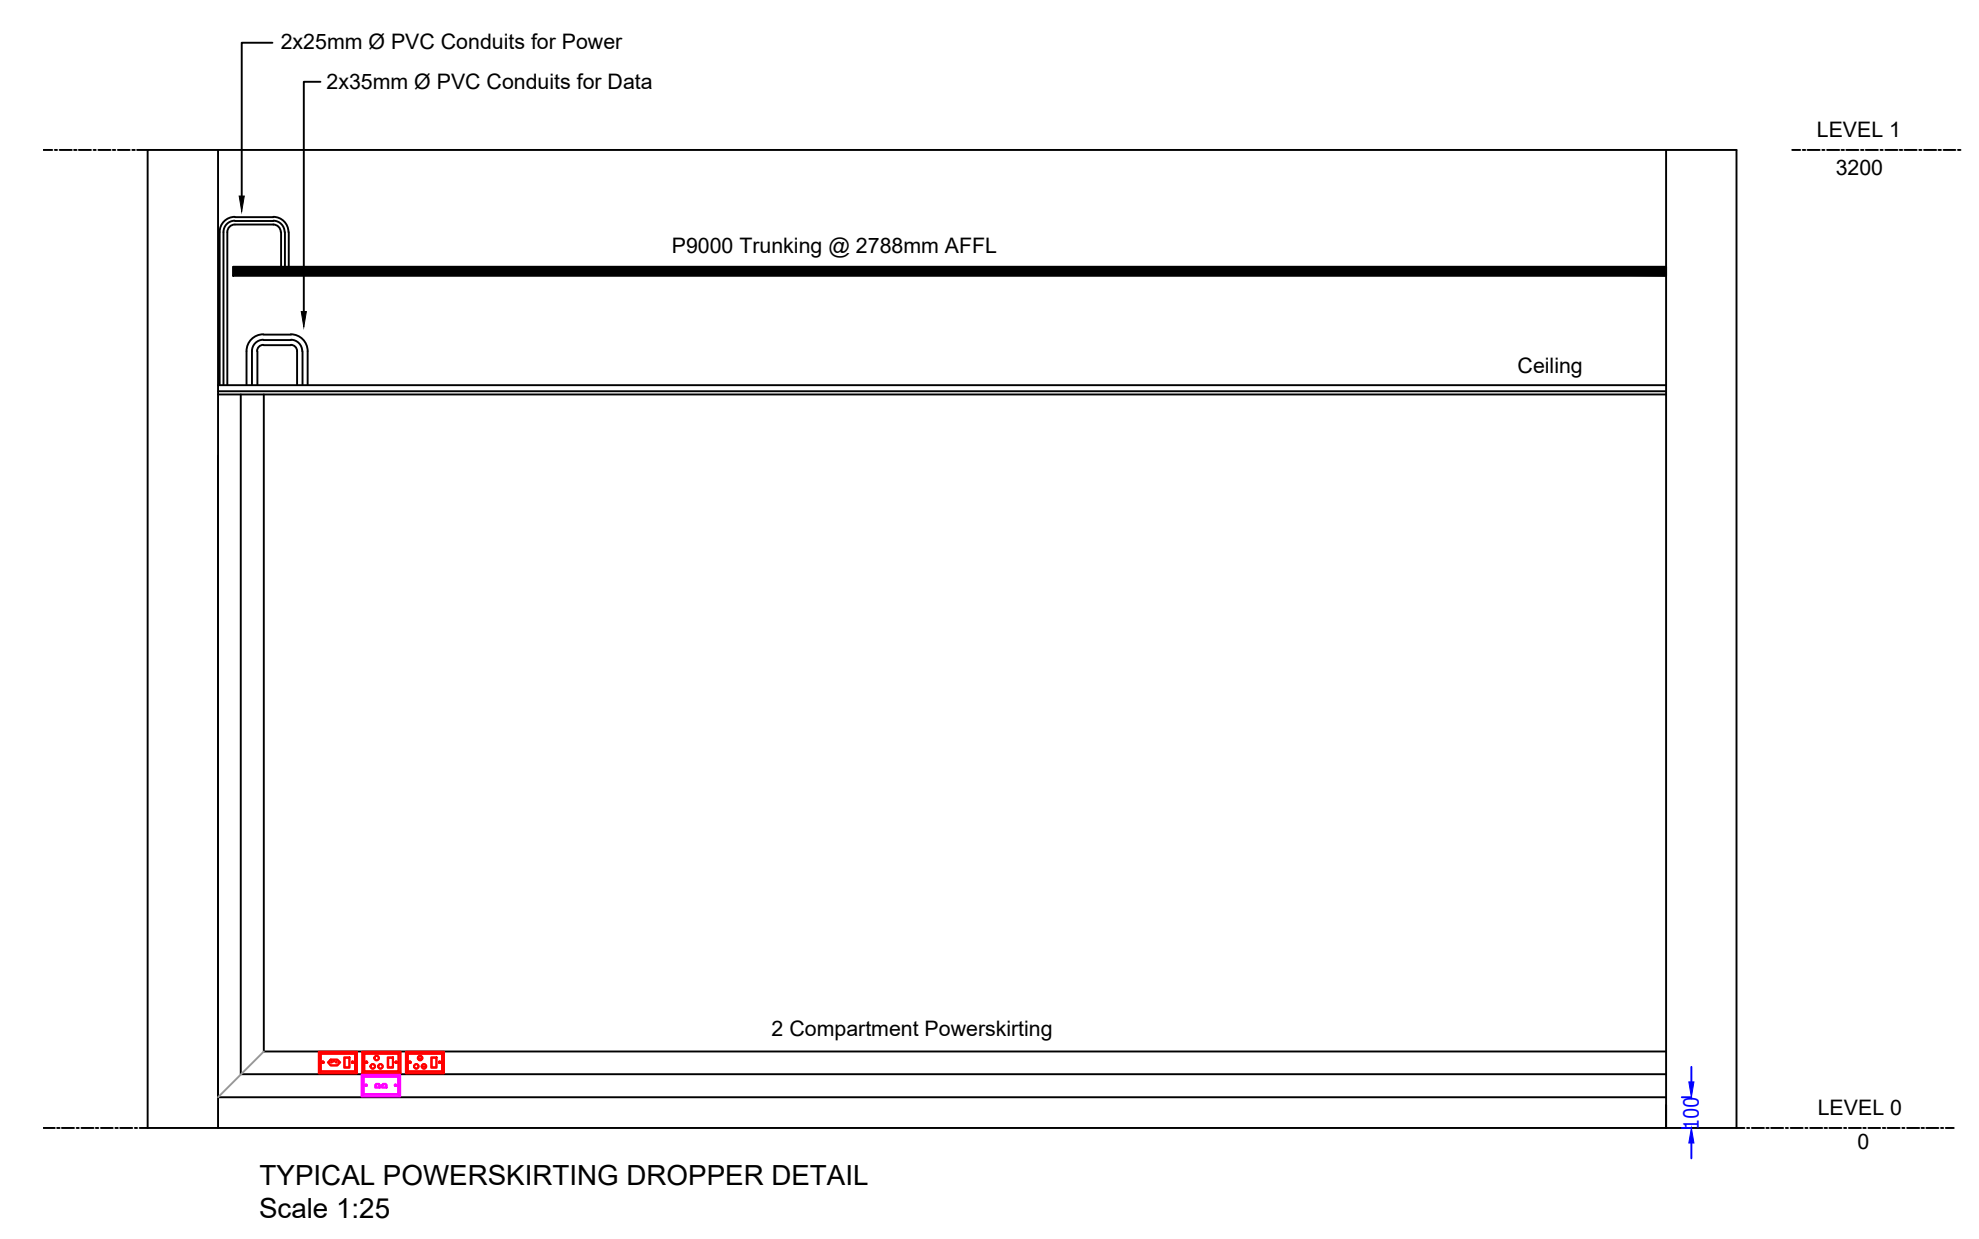 2x25mm Ø PVC Conduits for Power
2x35mm Ø PVC Conduits for Data
LEVEL 1
3200
P9000 Trunking @ 2788mm AFFL
Ceiling
2 Compartment Powerskirting
100
LEVEL 0
0
TYPICAL POWERSKIRTING DROPPER DETAIL
Scale 1:25